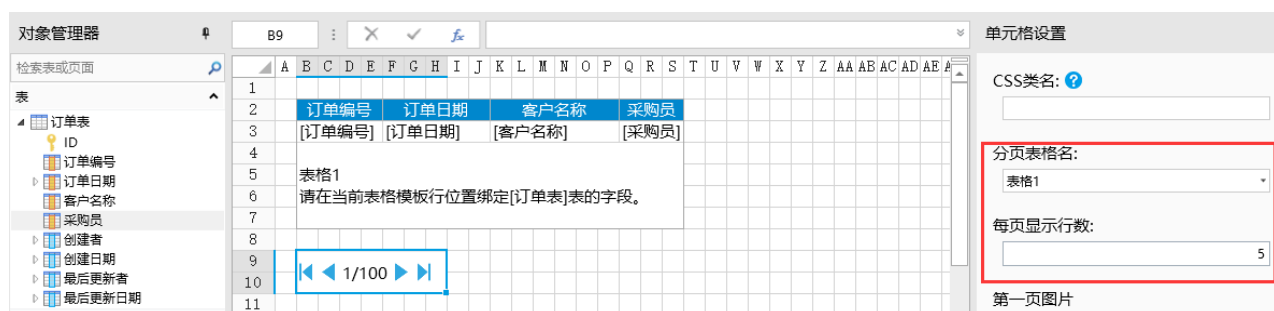 对象管理器
B9
fx
单元格设置
检索表或页面
A B C D E F G H I J K L M N O P Q R S T U V W X Y Z AA AB AC AD AE
CSS类名:
表
1
订单表
2 订单编号 订单日期 客户名称 采购员
ID
3 [订单编号] [订单日期] [客户名称] [采购员]
订单编号
4
分页表格名:
订单日期
5 表格1
表格1
客户名称
6 请在当前表格模板行位置绑定[订单表]表的字段。
采购员
7
每页显示行数:
创建者
8
5
创建日期
9
最后更新者
1/100
10
最后更新日期
11
第一页图片